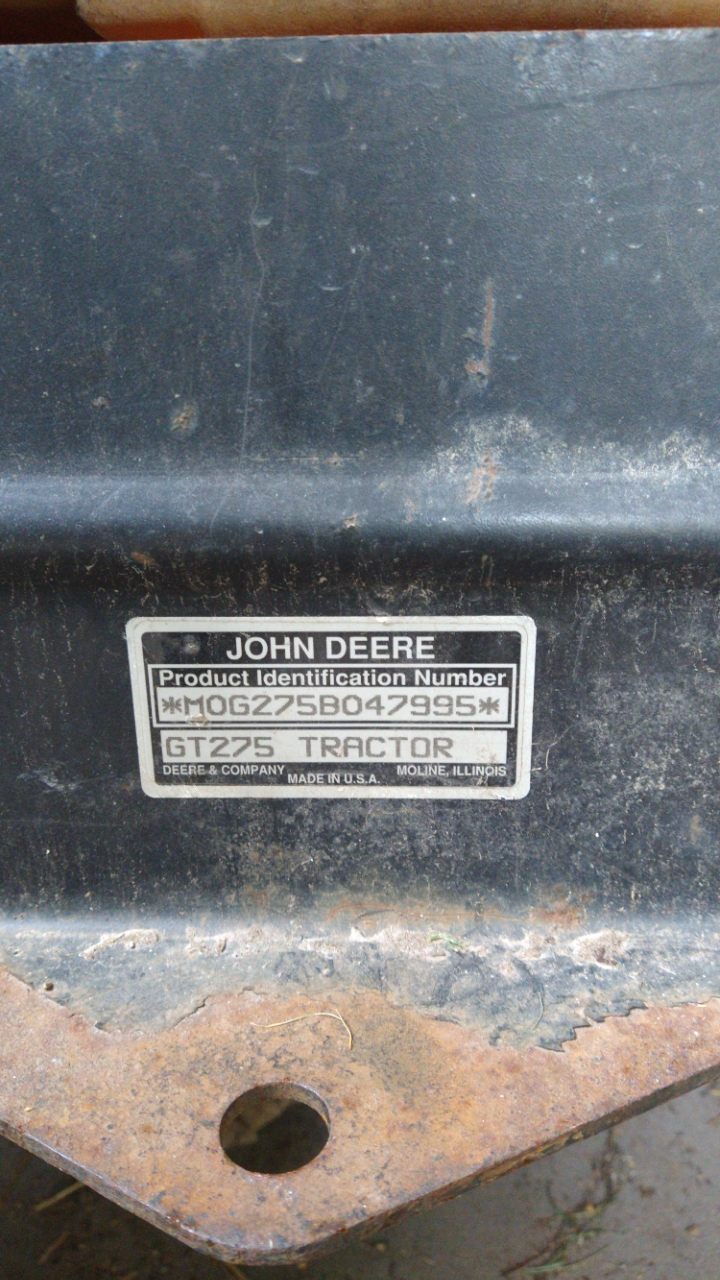 JOHN DEERE
Product Identification Number
*M0G275B047995*
GT275 TRACTOR
DEERE & COMPANY MOLINE, ILLINOIS
MADE IN U.S.A.